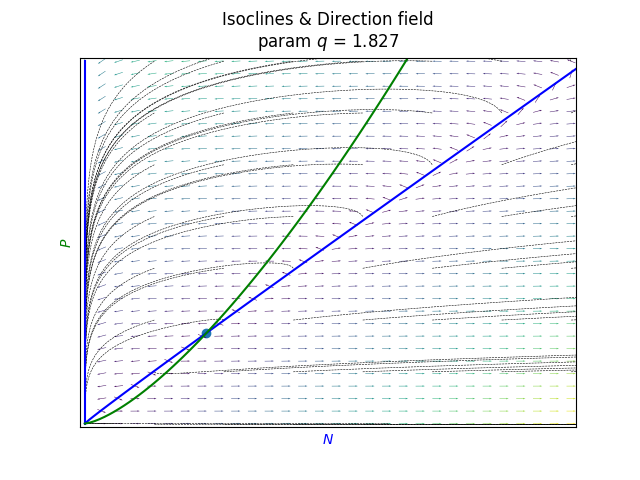 Isoclines & Direction field
param q = 1.827
P
N